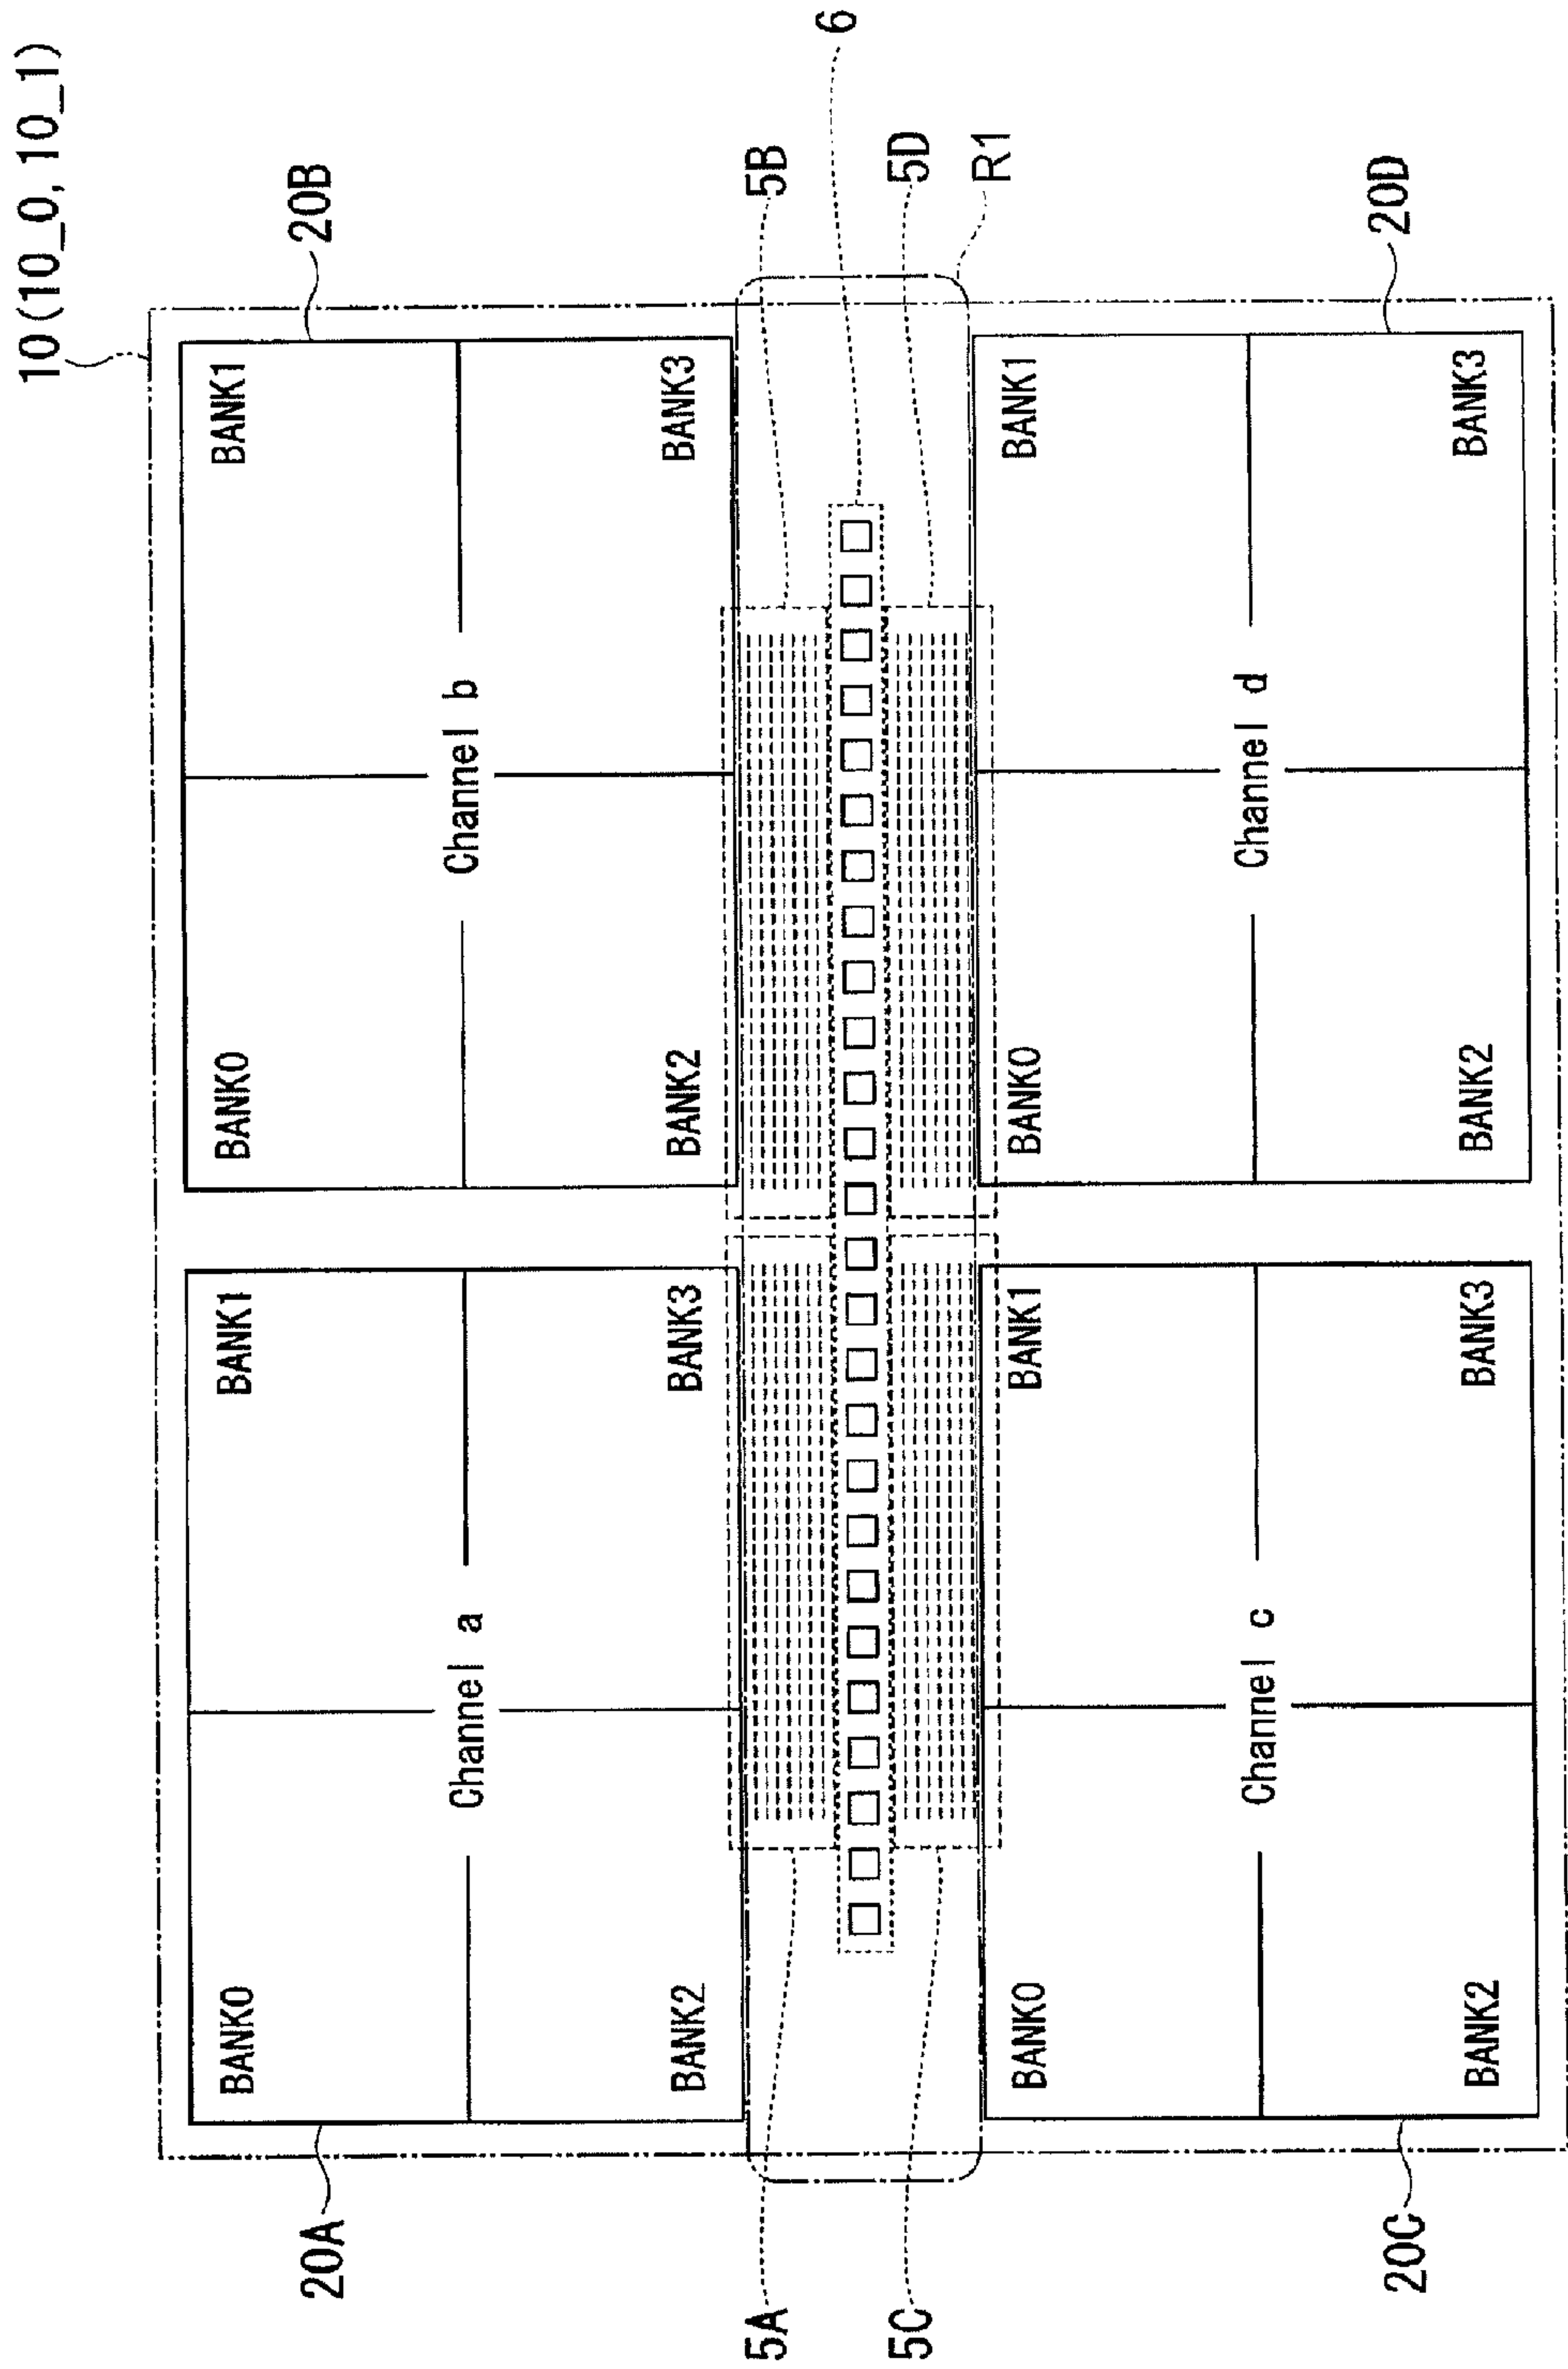 10(10_0, 10_1)
20A
20B
BANK0
BANK1
BANK0
BANK1
Channel a
Channel b
BANK2
BANK3
BANK2
BANK3
5A
5B
6
5C
5D
R1
BANK0
BANK1
BANK0
BANK1
Channel c
Channel d
BANK2
BANK3
BANK2
BANK3
20C
20D